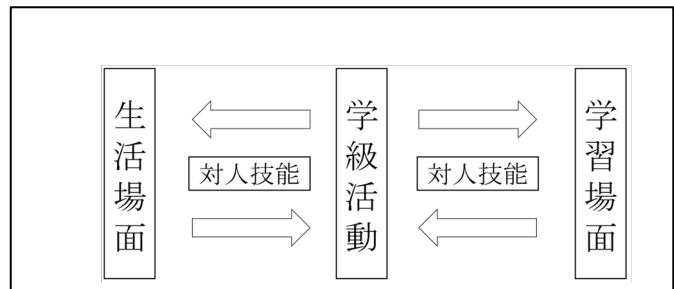 生活場面
対人技能
学級活動
対人技能
学習場面